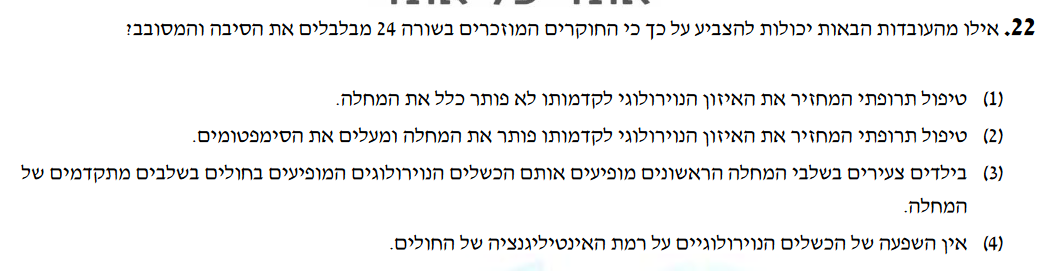 22. אילו מהעובדות הבאות יכולות להצביע על כך כי החוקרים המוזכרים בשורה 24 מבלבלים את הסיבה והמסובב?
(1) טיפול תרופתי המחזיר את האיזון הנוירולוגי לקדמותו לא פותר כלל את המחלה.
(2) טיפול תרופתי המחזיר את האיזון הנוירולוגי לקדמותו פותר את המחלה ומעלים את הסימפטומים.
(3) בילדים צעירים בשלבי המחלה הראשונים מופיעים אותם הכשלים הנוירולוגים המופיעים בחולים בשלבים מתקדמים של
המחלה.
(4) אין השפעה של הכשלים הנוירולוגיים על רמת האינטיליגנציה של החולים.